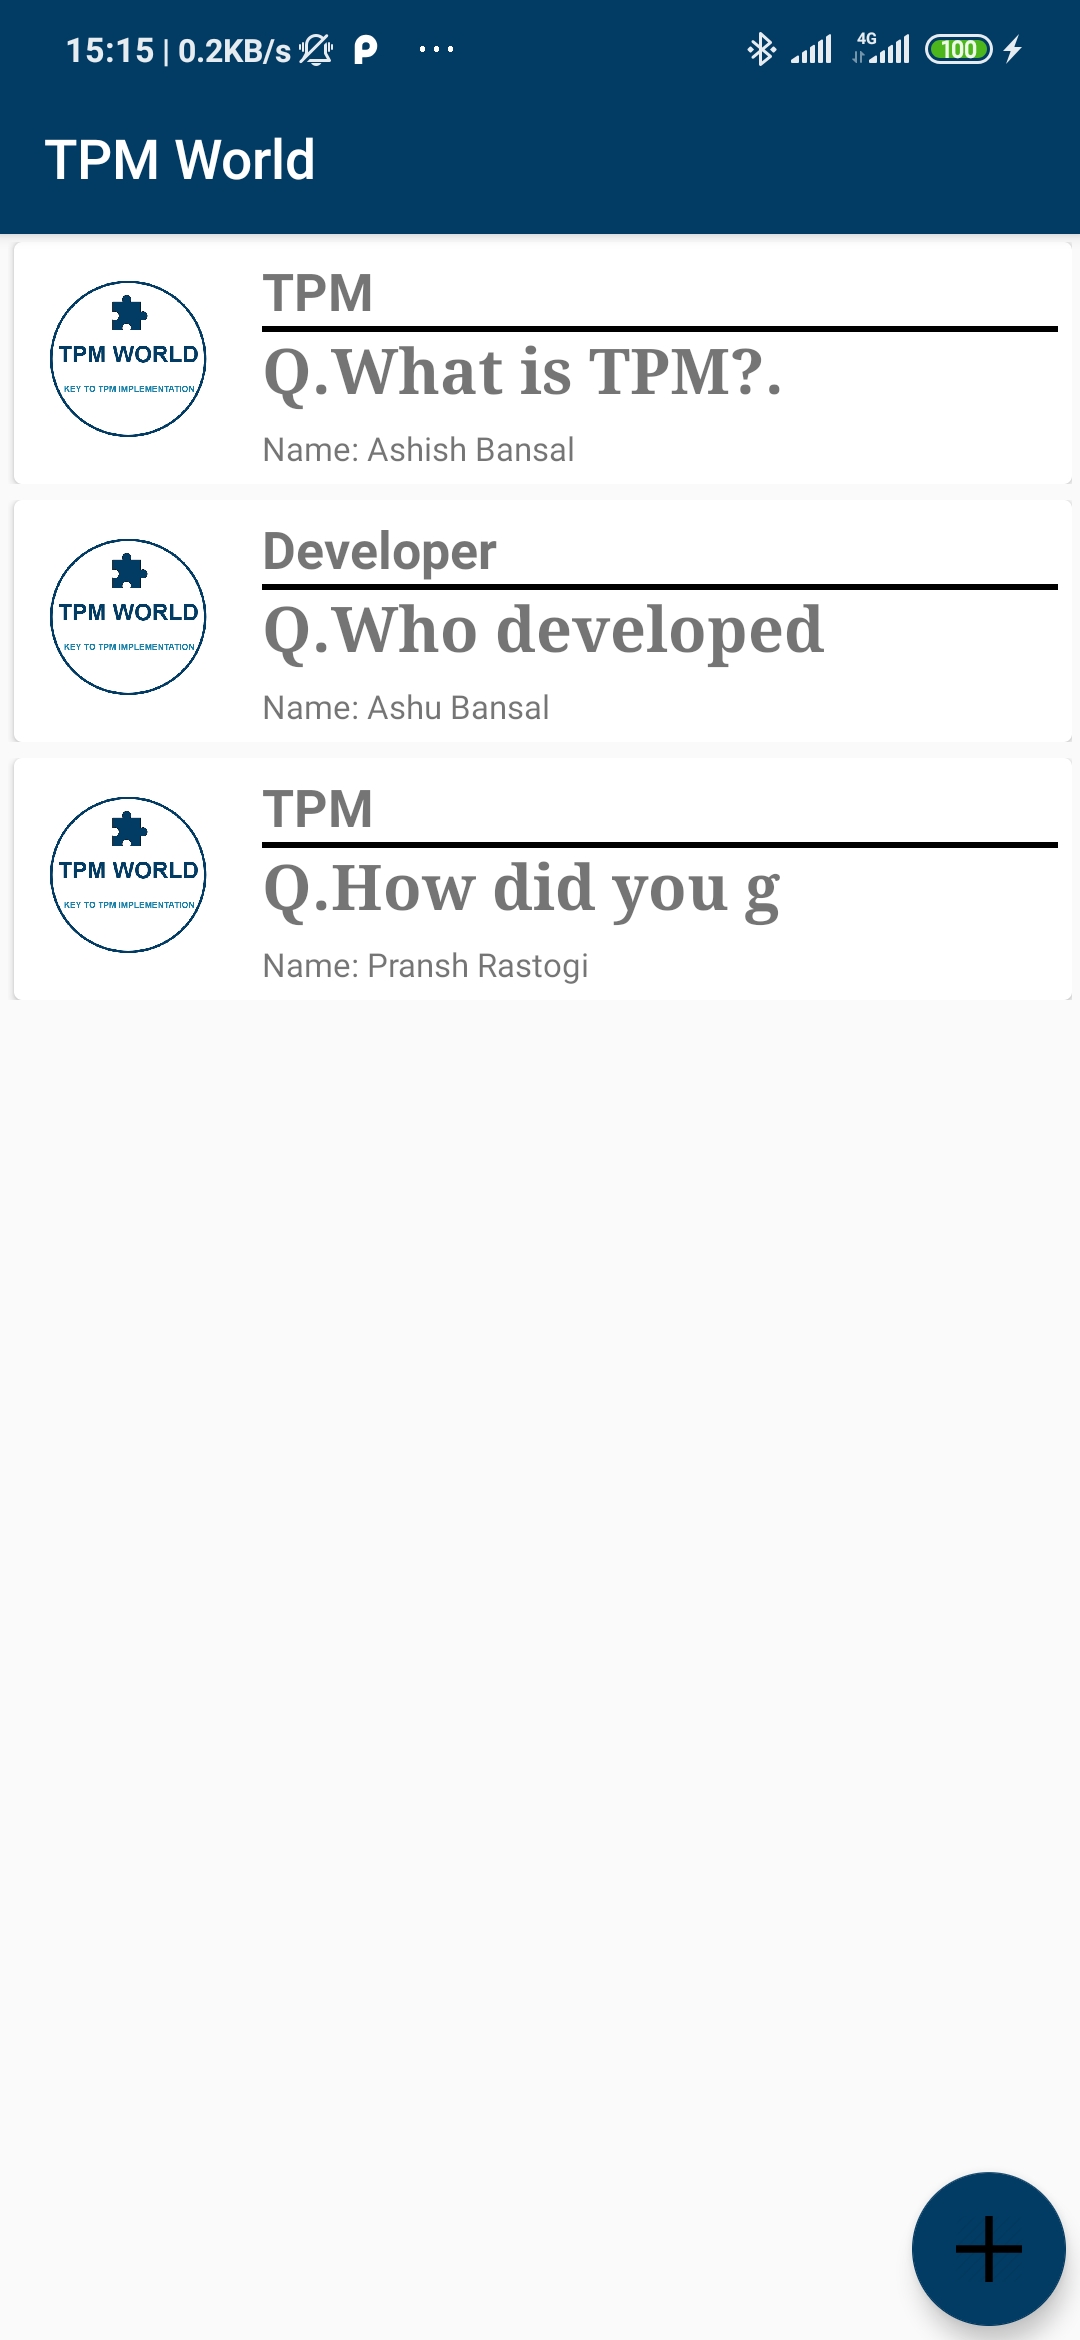 15:15 | 0.2KB/s
4G
100
TPM World
TPM WORLD
KEY TO TPM IMPLEMENTATION
TPM
Q.What is TPM?.
Name: Ashish Bansal
TPM WORLD
KEY TO TPM IMPLEMENTATION
Developer
Q.Who developed
Name: Ashu Bansal
TPM WORLD
KEY TO TPM IMPLEMENTATION
TPM
Q.How did you g
Name: Pransh Rastogi